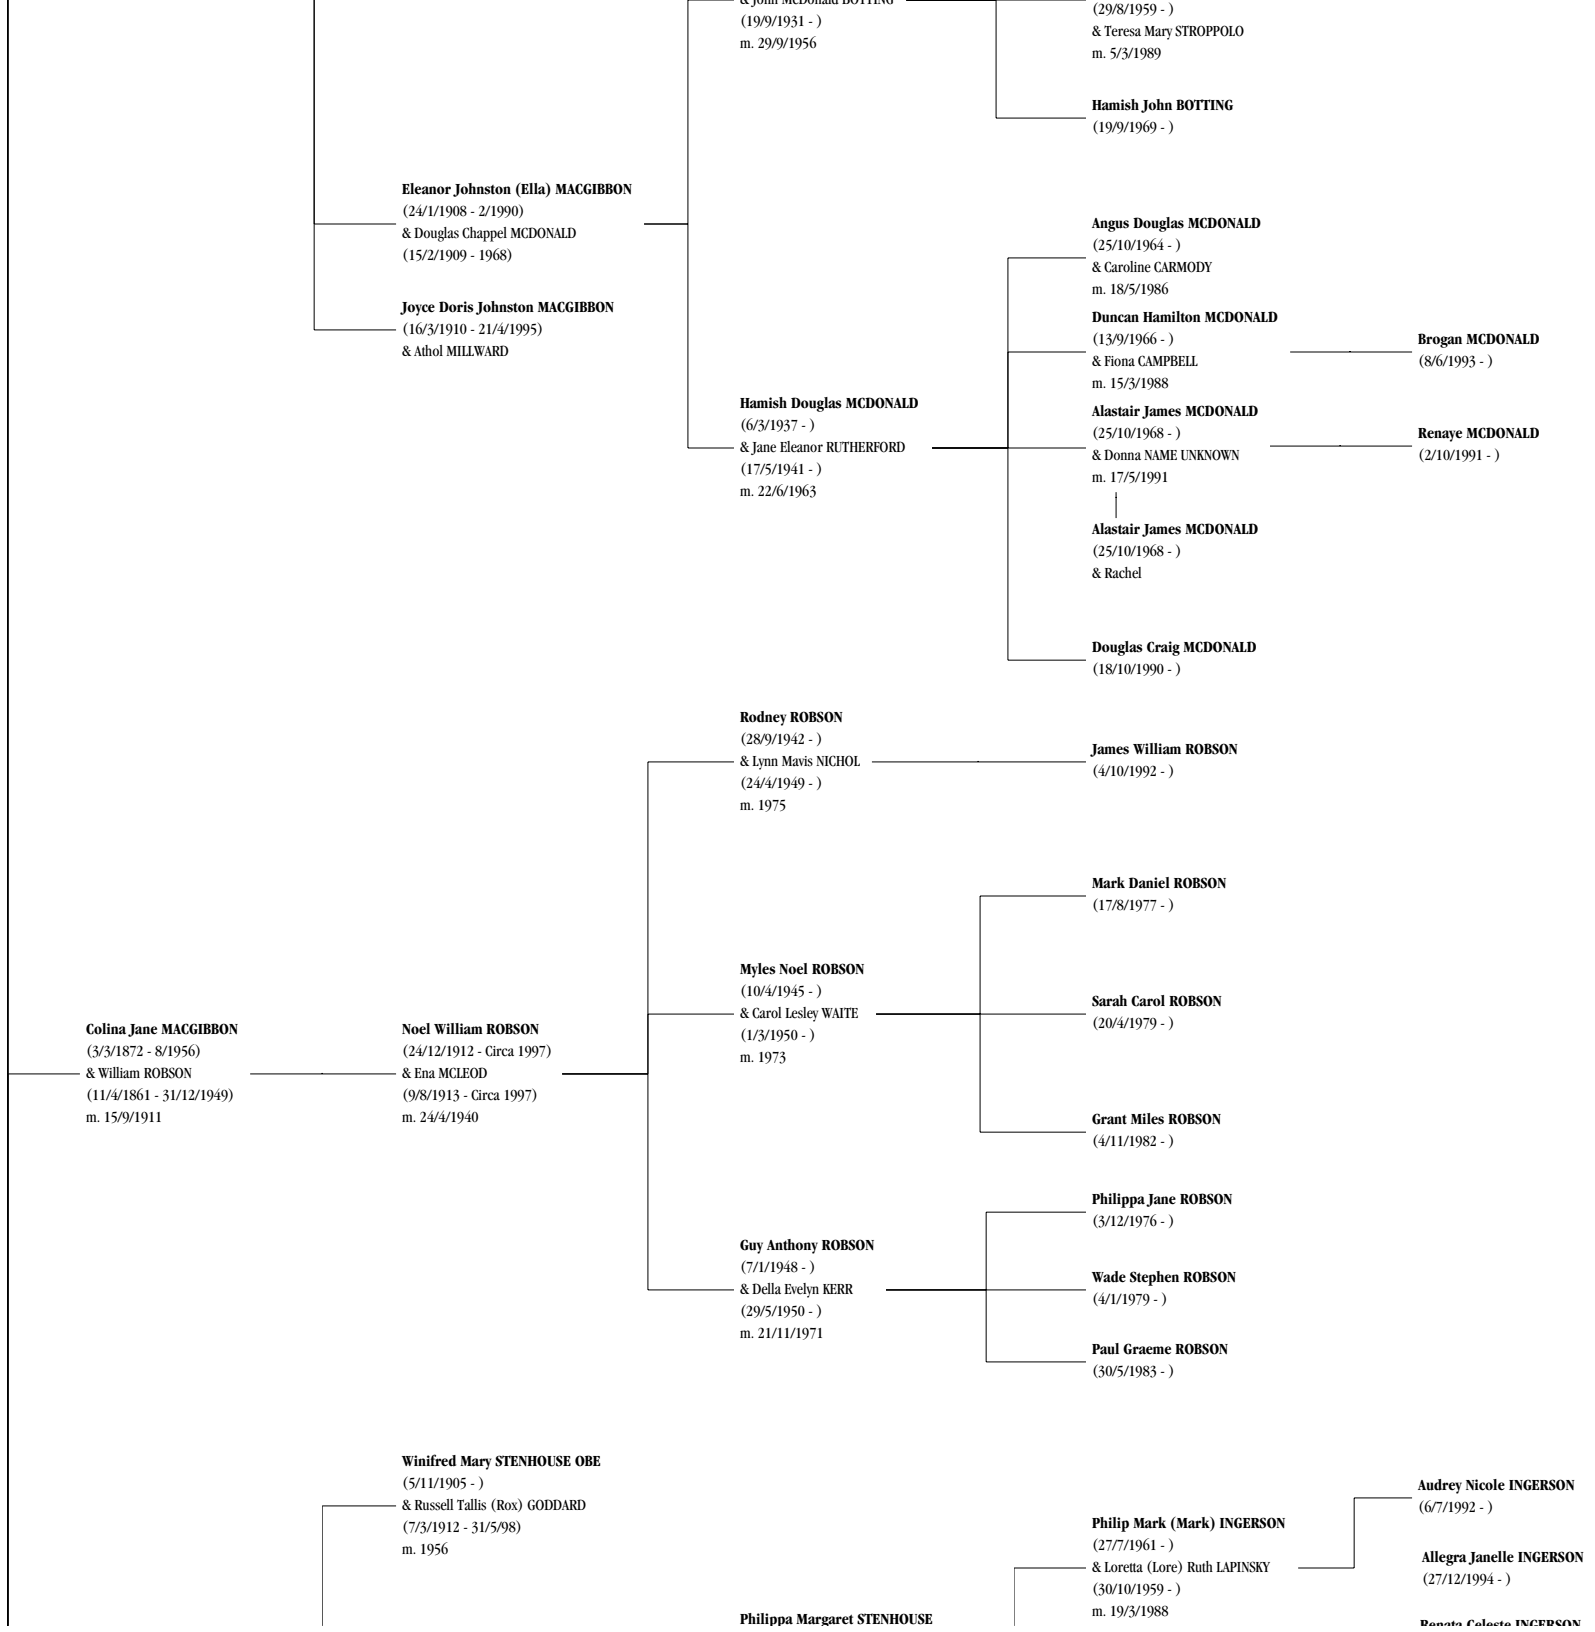 & John McDonald BOTTING
(19/9/1931 - )
m. 29/9/1956
(29/8/1959 - )
& Teresa Mary STROPPOLO
m. 5/3/1989
Hamish John BOTTING
(19/9/1969 - )
Eleanor Johnston (Ella) MACGIBBON
(24/1/1908 - 2/1990)
& Douglas Chappel MCDONALD
(15/2/1909 - 1968)
Joyce Doris Johnston MACGIBBON
(16/3/1910 - 21/4/1995)
& Athol MILLWARD
Hamish Douglas MCDONALD
(6/3/1937 - )
& Jane Eleanor RUTHERFORD
(17/5/1941 - )
m. 22/6/1963
Angus Douglas MCDONALD
(25/10/1964 - )
& Caroline CARMODY
m. 18/5/1986
Duncan Hamilton MCDONALD
(13/9/1966 - )
& Fiona CAMPBELL
m. 15/3/1988
Brogan MCDONALD
(8/6/1993 - )
Alastair James MCDONALD
(25/10/1968 - )
& Donna NAME UNKNOWN
m. 17/5/1991
Renaye MCDONALD
(2/10/1991 - )
Alastair James MCDONALD
(25/10/1968 - )
& Rachel
Douglas Craig MCDONALD
(18/10/1990 - )
Colina Jane MACGIBBON
(3/3/1872 - 8/1956)
& William ROBSON
(11/4/1861 - 31/12/1949)
m. 15/9/1911
Noel William ROBSON
(24/12/1912 - Circa 1997)
& Ena MCLEOD
(9/8/1913 - Circa 1997)
m. 24/4/1940
Rodney ROBSON
(28/9/1942 - )
& Lynn Mavis NICHOL
(24/4/1949 - )
m. 1975
James William ROBSON
(4/10/1992 - )
Myles Noel ROBSON
(10/4/1945 - )
& Carol Lesley WAITE
(1/3/1950 - )
m. 1973
Mark Daniel ROBSON
(17/8/1977 - )
Sarah Carol ROBSON
(20/4/1979 - )
Grant Miles ROBSON
(4/11/1982 - )
Guy Anthony ROBSON
(7/1/1948 - )
& Della Evelyn KERR
(29/5/1950 - )
m. 21/11/1971
Philippa Jane ROBSON
(3/12/1976 - )
Wade Stephen ROBSON
(4/1/1979 - )
Paul Graeme ROBSON
(30/5/1983 - )
Winifred Mary STENHOUSE OBE
(5/11/1905 - )
& Russell Tallis (Rox) GODDARD
(7/3/1912 - 31/5/98)
m. 1956
Philippa Margaret STENHOUSE
Philip Mark (Mark) INGERSON
(27/7/1961 - )
& Loretta (Lore) Ruth LAPINSKY
(30/10/1959 - )
m. 19/3/1988
Audrey Nicole INGERSON
(6/7/1992 - )
Allegra Janelle INGERSON
(27/12/1994 - )
Renata Celeste INGERSON